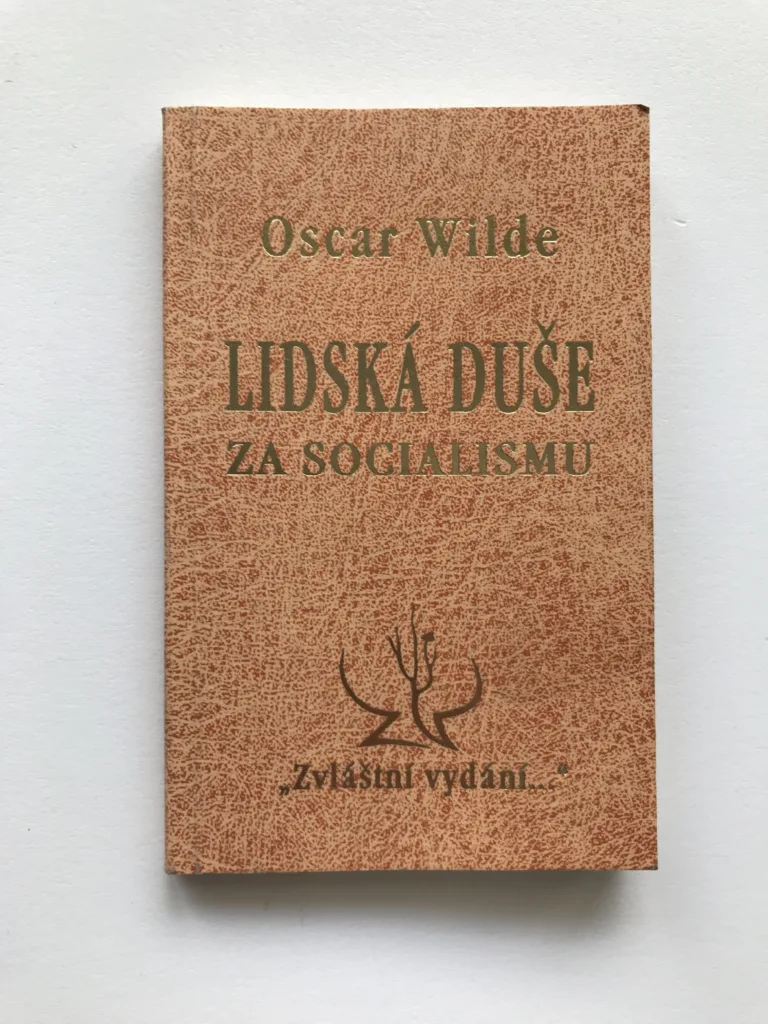 Oscar Wilde
LIDSKÁ DUŠE
ZA SOCIALISMU
„Zvláštní vydání...“